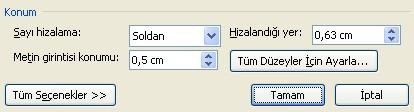 Konum
Sayı hizalama: Soldan Hizalandığı yer: 0,63 cm
Metin girintisi konumu: 0,5 cm Tüm Düzeyler İçin Ayarla...
Tüm Seçenekler >> Tamam İptal